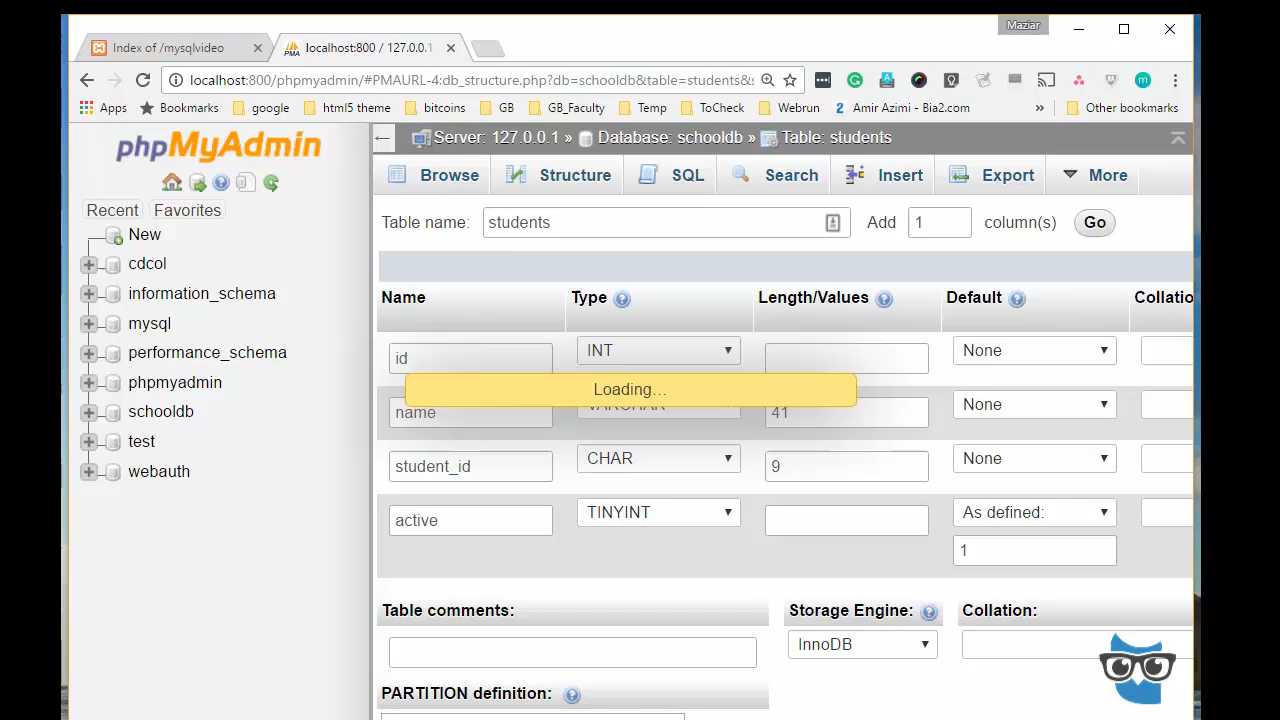 Maziar
Index of /mysqlvideo
PMA
localhost:800 / 127.0.0.1
localhost:800/phpmyadmin/#PMAURL-4:db_structure.php?db=schooldb&table=students&s
Apps
Bookmarks
google
html5 theme
bitcoins
GB
GB_Faculty
Temp
ToCheck
Webrun
2 Amir Azimi - Bia2.com
»
Other bookmarks
phpMyAdmin
Recent
Favorites
New
cdcol
information_schema
mysql
performance_schema
phpmyadmin
schooldb
test
webauth
Server: 127.0.0.1 » Database: schooldb » Table: students
Browse
Structure
SQL
Search
Insert
Export
More
Table name: students Add 1 column(s) Go
Name Type Length/Values Default Collatio
id INT None
Loading...
name VARCHAR 41 None
student_id CHAR 9 None
active TINYINT As defined:
1
Table comments: Storage Engine: Collation:
InnoDB
PARTITION definition: